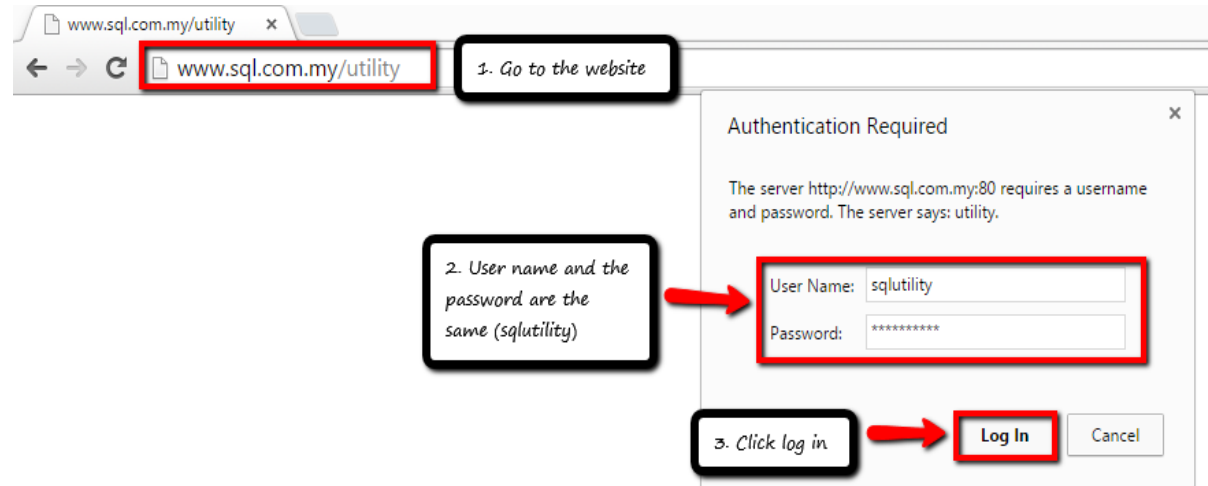 www.sql.com.my/utility
www.sql.com.my/utility
1. Go to the website
Authentication Required
The server http://www.sql.com.my:80 requires a username
and password. The server says: utility.
2. User name and the
password are the
same (sqlutility)
User Name: sqlutility
Password: **********
3. Click log in
Log In
Cancel